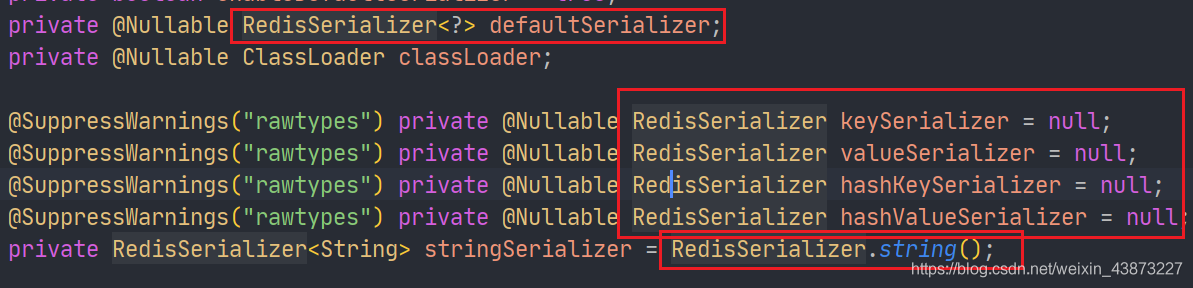 private @Nullable RedisSerializer<?> defaultSerializer;
private @Nullable ClassLoader classLoader;
@SuppressWarnings("rawtypes") private @Nullable RedisSerializer keySerializer = null;
@SuppressWarnings("rawtypes") private @Nullable RedisSerializer valueSerializer = null;
@SuppressWarnings("rawtypes") private @Nullable RedisSerializer hashKeySerializer = null;
@SuppressWarnings("rawtypes") private @Nullable RedisSerializer hashValueSerializer = null;
private RedisSerializer<String> stringSerializer = RedisSerializer.string();
https://blog.csdn.net/weixin_43873227